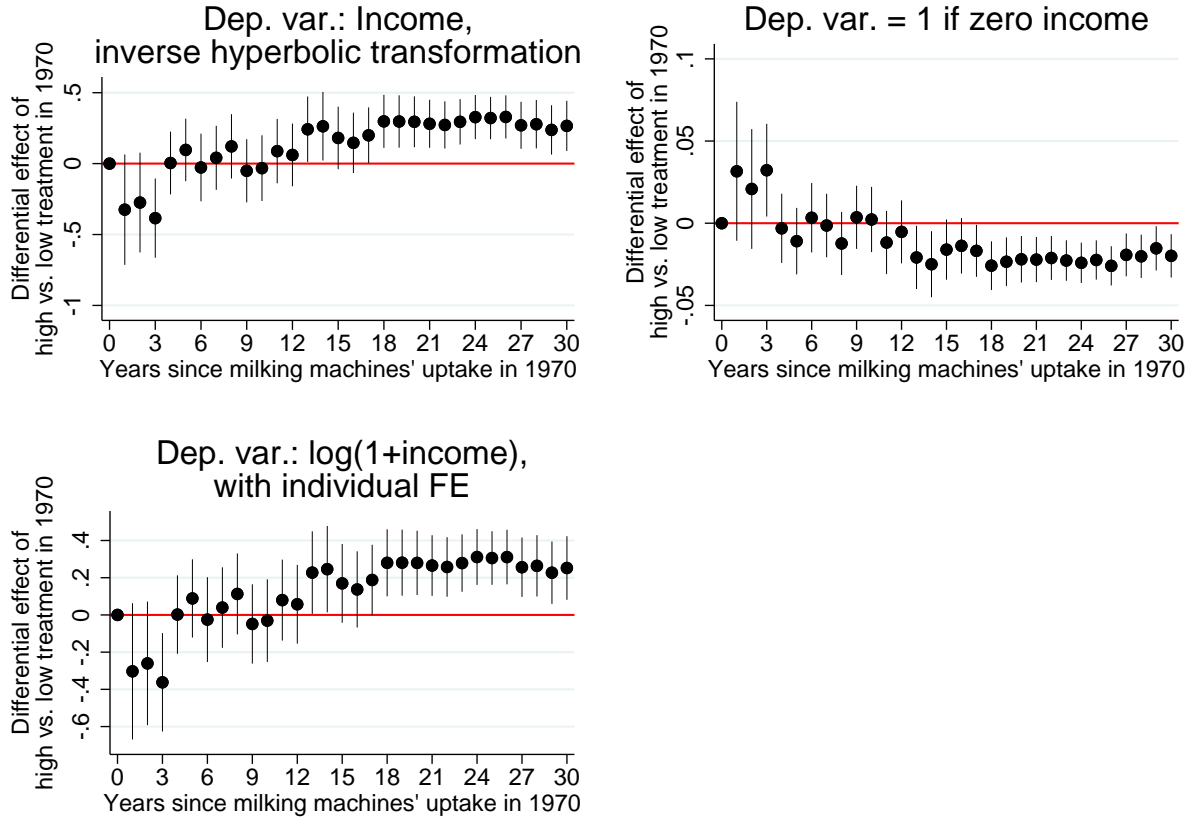 Dep. var.: Income,
inverse hyperbolic transformation
Differential effect of
high vs. low treatment in 1970
.5
0
-.5
-1
0 3 6 9 12 15 18 21 24 27 30
Years since milking machines' uptake in 1970
Dep. var. = 1 if zero income
Differential effect of
high vs. low treatment in 1970
.1
.05
0
-.05
0 3 6 9 12 15 18 21 24 27 30
Years since milking machines' uptake in 1970
Dep. var.: log(1+income),
with individual FE
Differential effect of
high vs. low treatment in 1970
.4
.2
0
-.2
-.4
-.6
0 3 6 9 12 15 18 21 24 27 30
Years since milking machines' uptake in 1970